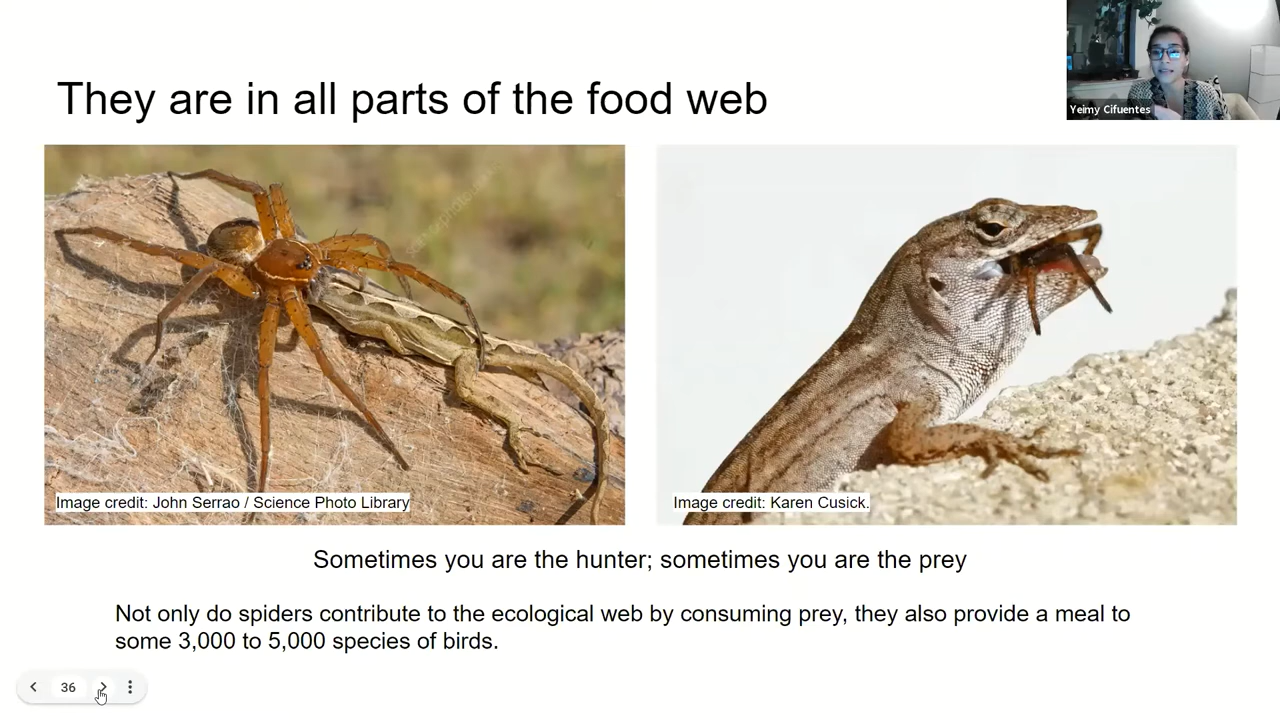 They are in all parts of the food web
Yeimy Cifuentes
Image credit: John Serrao / Science Photo Library
Image credit: Karen Cusick.
Sometimes you are the hunter; sometimes you are the prey
Not only do spiders contribute to the ecological web by consuming prey, they also provide a meal to
some 3,000 to 5,000 species of birds.
36